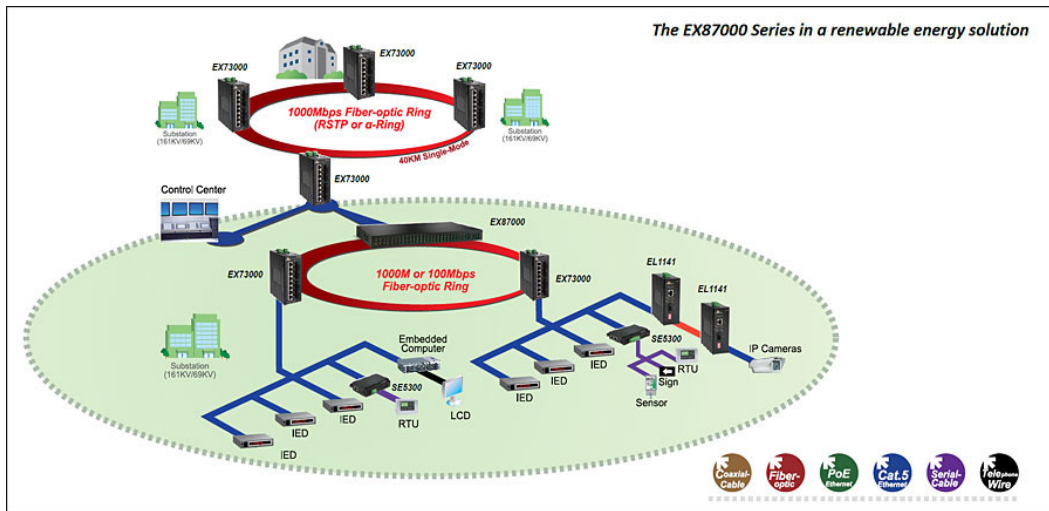 The EX87000 Series in a renewable energy solution
EX73000
EX73000
EX73000
1000Mbps Fiber-optic Ring
(RSTP or α-Ring)
Substation
(161KV/69KV)
Substation
(161KV/69KV)
40KM Single-Mode
EX73000
Control Center
EX87000
EX73000
1000M or 100Mbps
Fiber-optic Ring
EX73000
EL1141
EL1141
Substation
(161KV/69KV)
Embedded
Computer
SE5300
IP Cameras
IED
IED
IED
RTU
Sign
Sensor
SE5300
LCD
RTU
IED
IED
IED
Coaxial-
Cable
Fiber-
optic
PoE
Ethernet
Cat.5
Ethernet
Serial-
Cable
Telephone
Wire